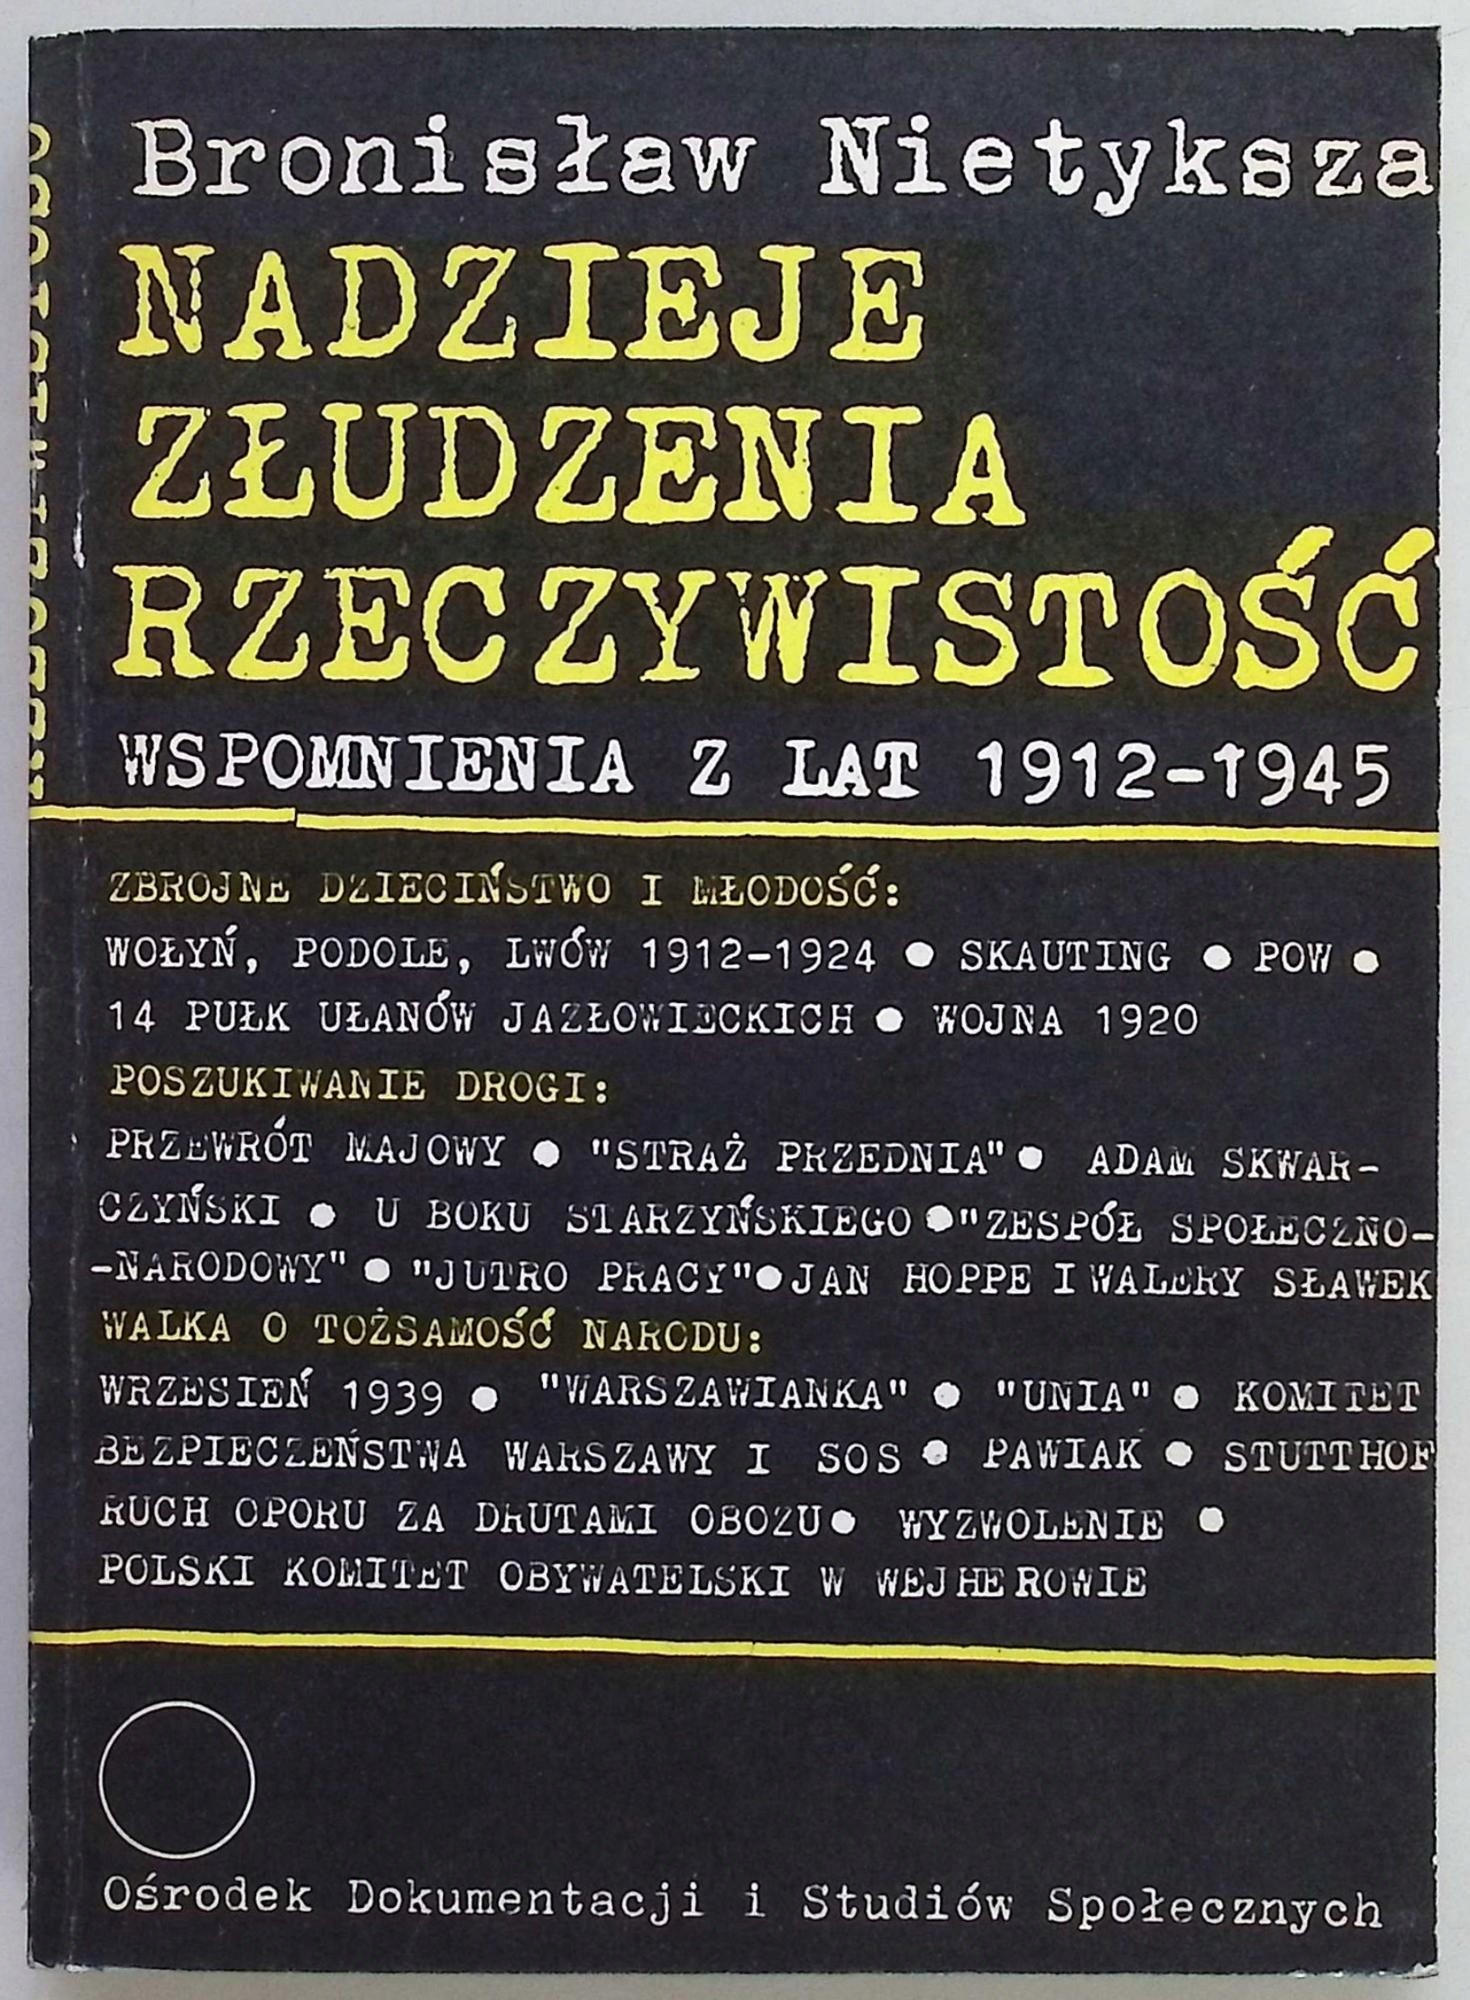 Bronisław Nietyksza
NADZIEJE
ZŁUDZENIA
RZECZYWISTOŚĆ
WSPOMNIENIA Z LAT 1912-1945
ZBROJNE DZIECIŃSTWO I MŁODOŚĆ:
WOŁYŃ, PODOLE, LWÓW 1912-1924 ● SKAUTING ● POW ●
14 PUŁK UŁANÓW JAZŁOWIECKICH ● WOJNA 1920
POSZUKIWANIE DROGI:
PRZEWRÓT MAJOWY ● "STRAŻ PRZEDNIA" ● ADAM SKWAR-
CZYŃSKI ● U BOKU STARZYŃSKIEGO ● "ZESPÓŁ SPOŁECZNO-
-NARODOWY" ● "JUTRO PRACY" ● JAN HOPPE I WALERY SŁAWEK
WALKA O TOŻSAMOŚĆ NARODU:
WRZESIEŃ 1939 ● "WARSZAWIANKA" ● "UNIA" ● KOMITET
BEZPIECZEŃSTWA WARSZAWY I SOS ● PAWIAK ● STUTTHOF
RUCH OPORU ZA DRUTAMI OBOZU ● WYZWOLENIE ●
POLSKI KOMITET OBYWATELSKI W WEJHEROWIE
Ośrodek Dokumentacji i Studiów Społecznych